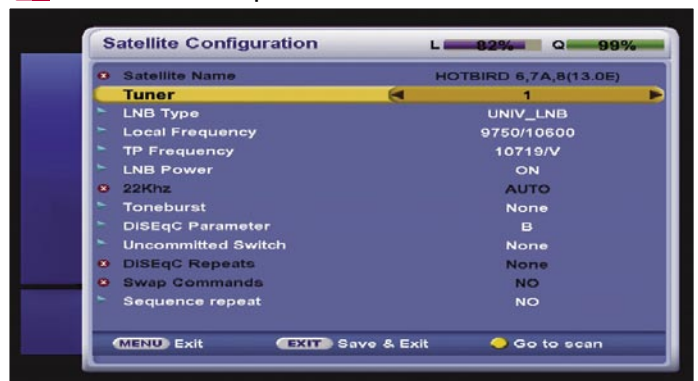 Satellite Configuration L 82% Q 99%
Satellite Name HOTBIRD 6,7A,8(13.0E)
Tuner 1
LNB Type UNIV_LNB
Local Frequency 9750/10600
TP Frequency 10719/V
LNB Power ON
22Khz AUTO
Toneburst None
DiSEqC Parameter B
Uncommitted Switch None
DiSEqC Repeats None
Swap Commands NO
Sequence repeat NO
MENU Exit EXIT Save & Exit Go to scan